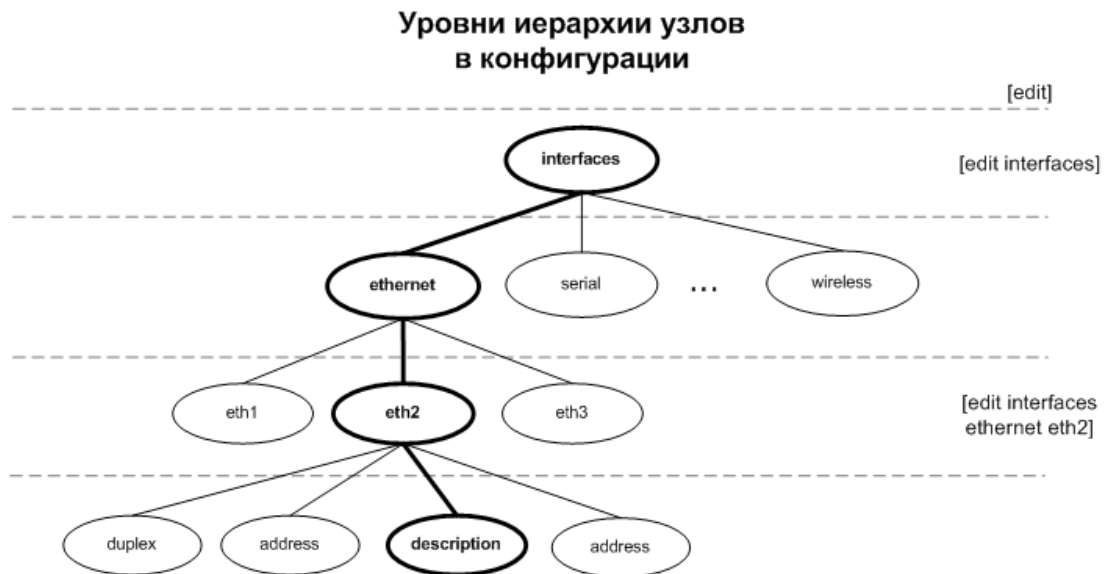 Уровни иерархии узлов
в конфигурации
[edit]
interfaces
[edit interfaces]
ethernet
serial
...
wireless
eth1
eth2
eth3
[edit interfaces
ethernet eth2]
duplex
address
description
address